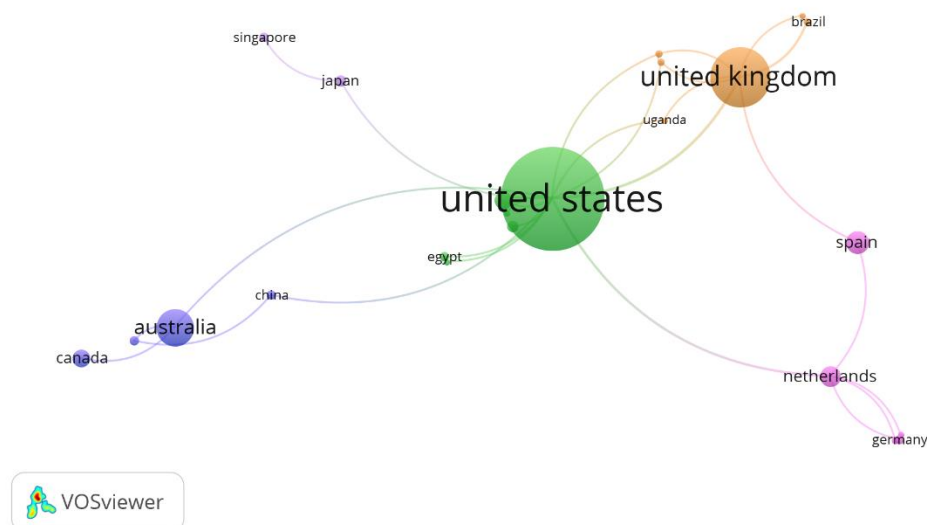 brazil
singapore
united kingdom
japan
uganda
united states
spain
egypt
china
australia
canada
netherlands
germany
VOSviewer